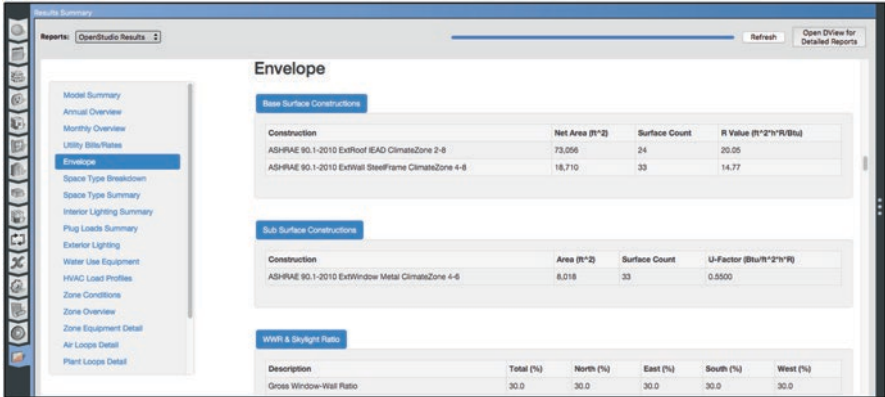 Results Summary
Reports: OpenStudio Results
Refresh
Open DView for
Detailed Reports
Model Summary
Annual Overview
Monthly Overview
Utility Bills/Rates
Envelope
Space Type Breakdown
Space Type Summary
Interior Lighting Summary
Plug Loads Summary
Exterior Lighting
Water Use Equipment
HVAC Load Profiles
Zone Conditions
Zone Overview
Zone Equipment Detail
Air Loops Detail
Plant Loops Detail
Envelope
Base Surface Constructions
Construction Net Area (ft^2) Surface Count R Value (ft^2*h*R/Btu)
ASHRAE 90.1-2010 ExtRoof IEAD ClimateZone 2-8 73,056 24 20.05
ASHRAE 90.1-2010 ExtWall SteelFrame ClimateZone 4-8 18,710 33 14.77
Sub Surface Constructions
Construction Area (ft^2) Surface Count U-Factor (Btu/ft^2*h*R)
ASHRAE 90.1-2010 ExtWindow Metal ClimateZone 4-6 8,018 33 0.5500
WWR & Skylight Ratio
Description Total (%) North (%) East (%) South (%) West (%)
Gross Window-Wall Ratio 30.0 30.0 30.0 30.0 30.0